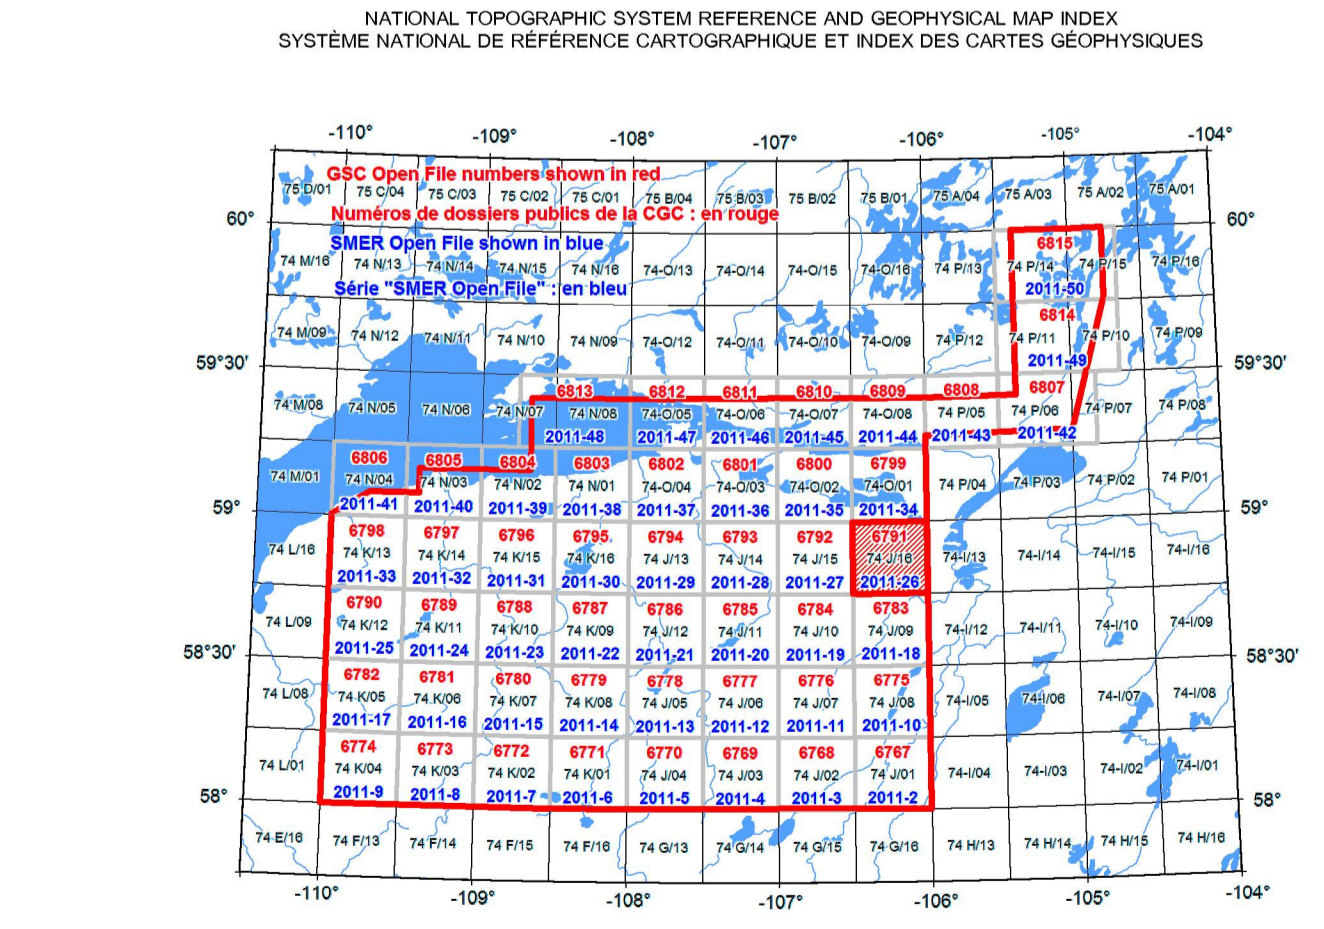 NATIONAL TOPOGRAPHIC SYSTEM REFERENCE AND GEOPHYSICAL MAP INDEX
SYSTÈME NATIONAL DE RÉFÉRENCE CARTOGRAPHIQUE ET INDEX DES CARTES GÉOPHYSIQUES
-110° -109° -108° -107° -106° -105° -104°
GSC Open File numbers shown in red
75 D/01 75 C/04 75 C/03 75 C/02 75 C/01 75 B/04 75 B/03 75 B/02 75 B/01 75 A/04 75 A/03 75 A/02 75 A/01
60° 60°
Numéros de dossiers publics de la CGC : en rouge
SMER Open File shown in blue
6815
74 M/16 74 N/13 74 N/14 74 N/15 74 N/16 74-O/13 74-O/14 74-O/15 74-O/16 74 P/13 74 P/14 74 P/15 74 P/16
Série "SMER Open File" : en bleu
2011-50
6814
74 M/09 74 N/12 74 N/11 74 N/10 74 N/09 74-O/12 74-O/11 74-O/10 74-O/09 74 P/12 74 P/11 74 P/10 74 P/09
2011-49
59°30' 59°30'
6813 6812 6811 6810 6809 6808 6807
74 M/08 74 N/05 74 N/06 74 N/07 74 N/08 74-O/05 74-O/06 74-O/07 74-O/08 74 P/05 74 P/06 74 P/07 74 P/08
2011-48 2011-47 2011-46 2011-45 2011-44 2011-43 2011-42
6806 6805 6804 6803 6802 6801 6800 6799
74 M/01 74 N/04 74 N/03 74 N/02 74 N/01 74-O/04 74-O/03 74-O/02 74-O/01 74 P/04 74 P/03 74 P/02 74 P/01
2011-41 2011-40 2011-39 2011-38 2011-37 2011-36 2011-35 2011-34
59° 59°
6798 6797 6796 6795 6794 6793 6792 6791
74 L/16 74 K/13 74 K/14 74 K/15 74 K/16 74 J/13 74 J/14 74 J/15 74 J/16 74-I/13 74-I/14 74-I/15 74-I/16
2011-33 2011-32 2011-31 2011-30 2011-29 2011-28 2011-27 2011-26
6790 6789 6788 6787 6786 6785 6784 6783
74 L/09 74 K/12 74 K/11 74 K/10 74 K/09 74 J/12 74 J/11 74 J/10 74 J/09 74-I/12 74-I/11 74-I/10 74-I/09
2011-25 2011-24 2011-23 2011-22 2011-21 2011-20 2011-19 2011-18
58°30' 58°30'
6782 6781 6780 6779 6778 6777 6776 6775
74 L/08 74 K/05 74 K/06 74 K/07 74 K/08 74 J/05 74 J/06 74 J/07 74 J/08 74-I/05 74-I/06 74-I/07 74-I/08
2011-17 2011-16 2011-15 2011-14 2011-13 2011-12 2011-11 2011-10
6774 6773 6772 6771 6770 6769 6768 6767
74 L/01 74 K/04 74 K/03 74 K/02 74 K/01 74 J/04 74 J/03 74 J/02 74 J/01 74-I/04 74-I/03 74-I/02 74-I/01
2011-9 2011-8 2011-7 2011-6 2011-5 2011-4 2011-3 2011-2
58° 58°
74 E/16 74 F/13 74 F/14 74 F/15 74 F/16 74 G/13 74 G/14 74 G/15 74 G/16 74 H/13 74 H/14 74 H/15 74 H/16
-110° -109° -108° -107° -106° -105° -104°